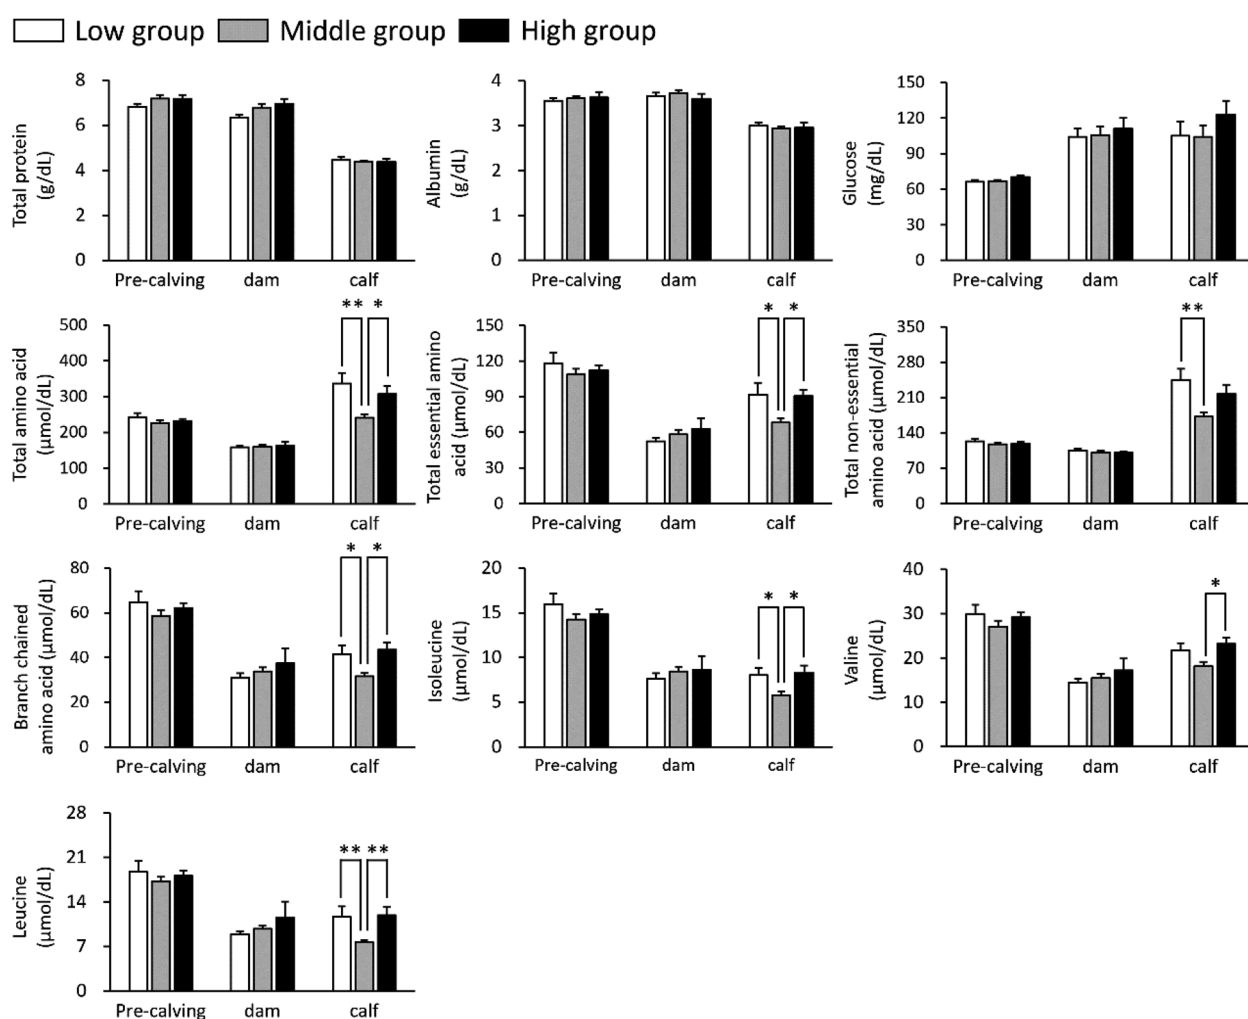 Low group Middle group High group
Total protein
(g/dL)
8
6
4
2
0
Pre-calving dam calf
Albumin
(g/dL)
4
3
2
1
0
Pre-calving dam calf
Glucose
(mg/dL)
150
120
90
60
30
0
Pre-calving dam calf
Total amino acid
(μmol/dL)
500
400
300
200
100
0
** *
Pre-calving dam calf
Total essential amino
acid (μmol/dL)
150
120
90
60
30
0
* *
Pre-calving dam calf
Total non-essential
amino acid (μmol/dL)
350
280
210
140
70
0
**
Pre-calving dam calf
Branch chained
amino acid (μmol/dL)
80
60
40
20
0
* *
Pre-calving dam calf
Isoleucine
(μmol/dL)
20
15
10
5
0
* *
Pre-calving dam calf
Valine
(μmol/dL)
40
30
20
10
0
*
Pre-calving dam calf
Leucine
(μmol/dL)
28
21
14
7
0
** **
Pre-calving dam calf